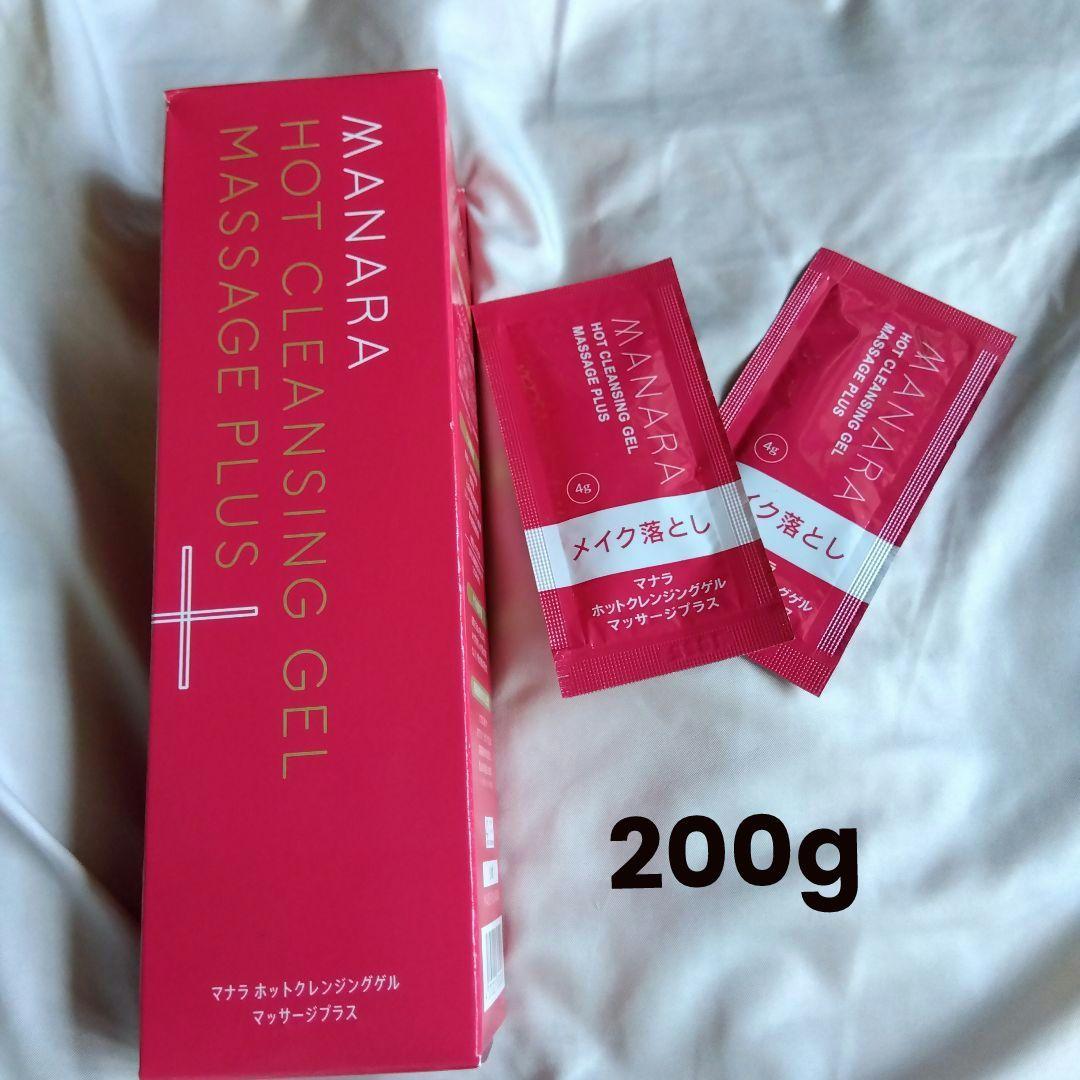 MANARA
HOT CLEANSING GEL
MASSAGE PLUS
マナラ ホットクレンジングゲル
マッサージプラス
MANARA
HOT CLEANSING GEL
MASSAGE PLUS
4g
メイク落とし
マナラ
ホットクレンジングゲル
マッサージプラス
MANARA
HOT CLEANSING GEL
MASSAGE PLUS
4g
イク落とし
200g